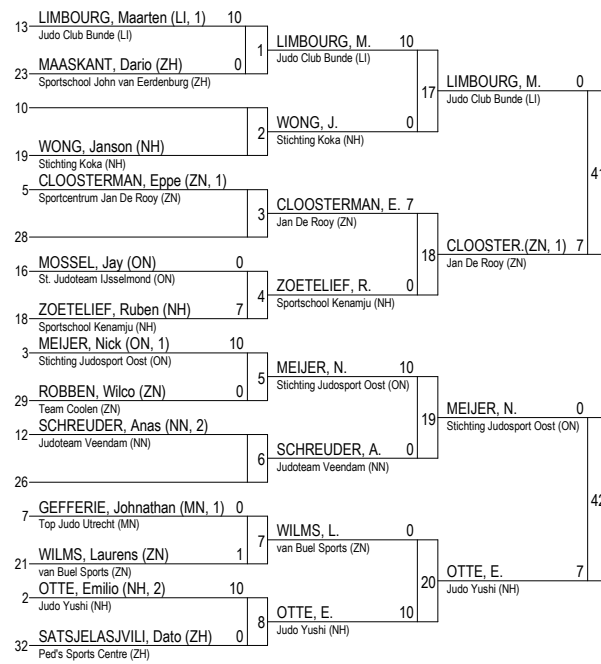 13 LIMBOURG, Maarten (LI, 1) 10
Judo Club Bunde (LI)
23 MAASKANT, Dario (ZH) 0
Sportschool John van Eerdenburg (ZH)
1
10
19 WONG, Janson (NH)
Stichting Koka (NH)
2
5 CLOOSTERMAN, Eppe (ZN, 1)
Sportcentrum Jan De Rooy (ZN)
28
3
16 MOSSEL, Jay (ON) 0
St. Judoteam IJsselmond (ON)
18 ZOETELIEF, Ruben (NH) 7
Sportschool Kenamju (NH)
4
3 MEIJER, Nick (ON, 1) 10
Stichting Judosport Oost (ON)
29 ROBBEN, Wilco (ZN) 0
Team Coolen (ZN)
5
12 SCHREUDER, Anas (NN, 2)
Judoteam Veendam (NN)
26
6
7 GEFFERIE, Johnathan (MN, 1) 0
Top Judo Utrecht (MN)
21 WILMS, Laurens (ZN) 1
van Buel Sports (ZN)
7
2 OTTE, Emilio (NH, 2) 10
Judo Yushi (NH)
32 SATSJELASJVILI, Dato (ZH) 0
Ped's Sports Centre (ZH)
8
LIMBOURG, M. 10
Judo Club Bunde (LI)
WONG, J. 0
Stichting Koka (NH)
17
CLOOSTERMAN, E. 7
Jan De Rooy (ZN)
ZOETELIEF, R. 0
Sportschool Kenamju (NH)
18
MEIJER, N. 10
Stichting Judosport Oost (ON)
SCHREUDER, A. 0
Judoteam Veendam (NN)
19
WILMS, L. 0
van Buel Sports (ZN)
OTTE, E. 10
Judo Yushi (NH)
20
LIMBOURG, M. 0
Judo Club Bunde (LI)
CLOOSTER.(ZN, 1) 7
Jan De Rooy (ZN)
41
MEIJER, N. 0
Stichting Judosport Oost (ON)
OTTE, E. 7
Judo Yushi (NH)
42